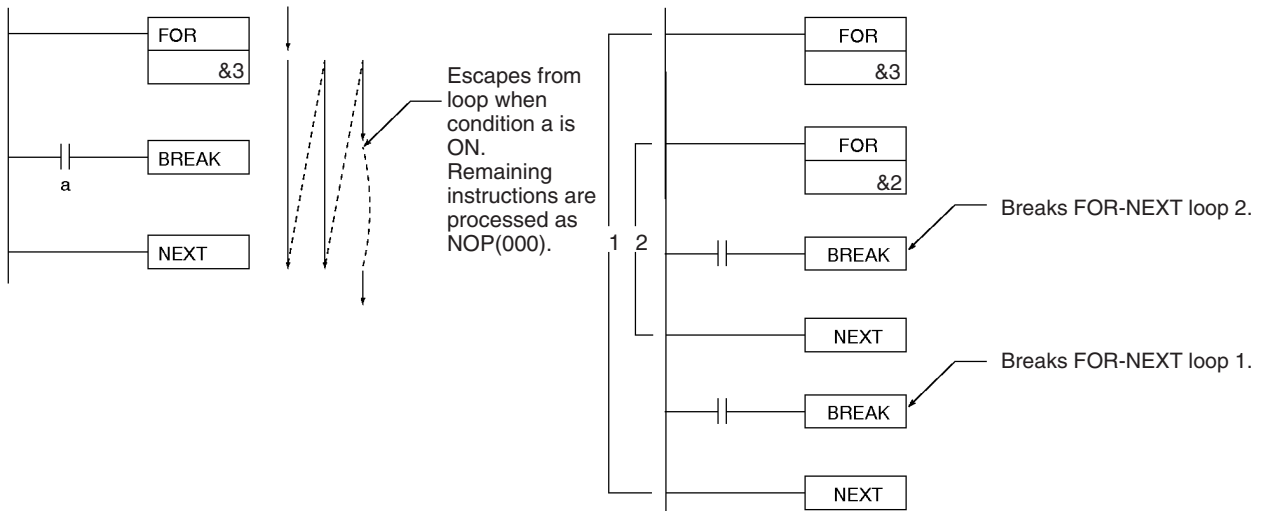 FOR
&3
BREAK
a
NEXT
Escapes from
loop when
condition a is
ON.
Remaining
instructions are
processed as
NOP(000).
1 2
FOR
&3
FOR
&2
BREAK
Breaks FOR-NEXT loop 2.
NEXT
Breaks FOR-NEXT loop 1.
BREAK
NEXT